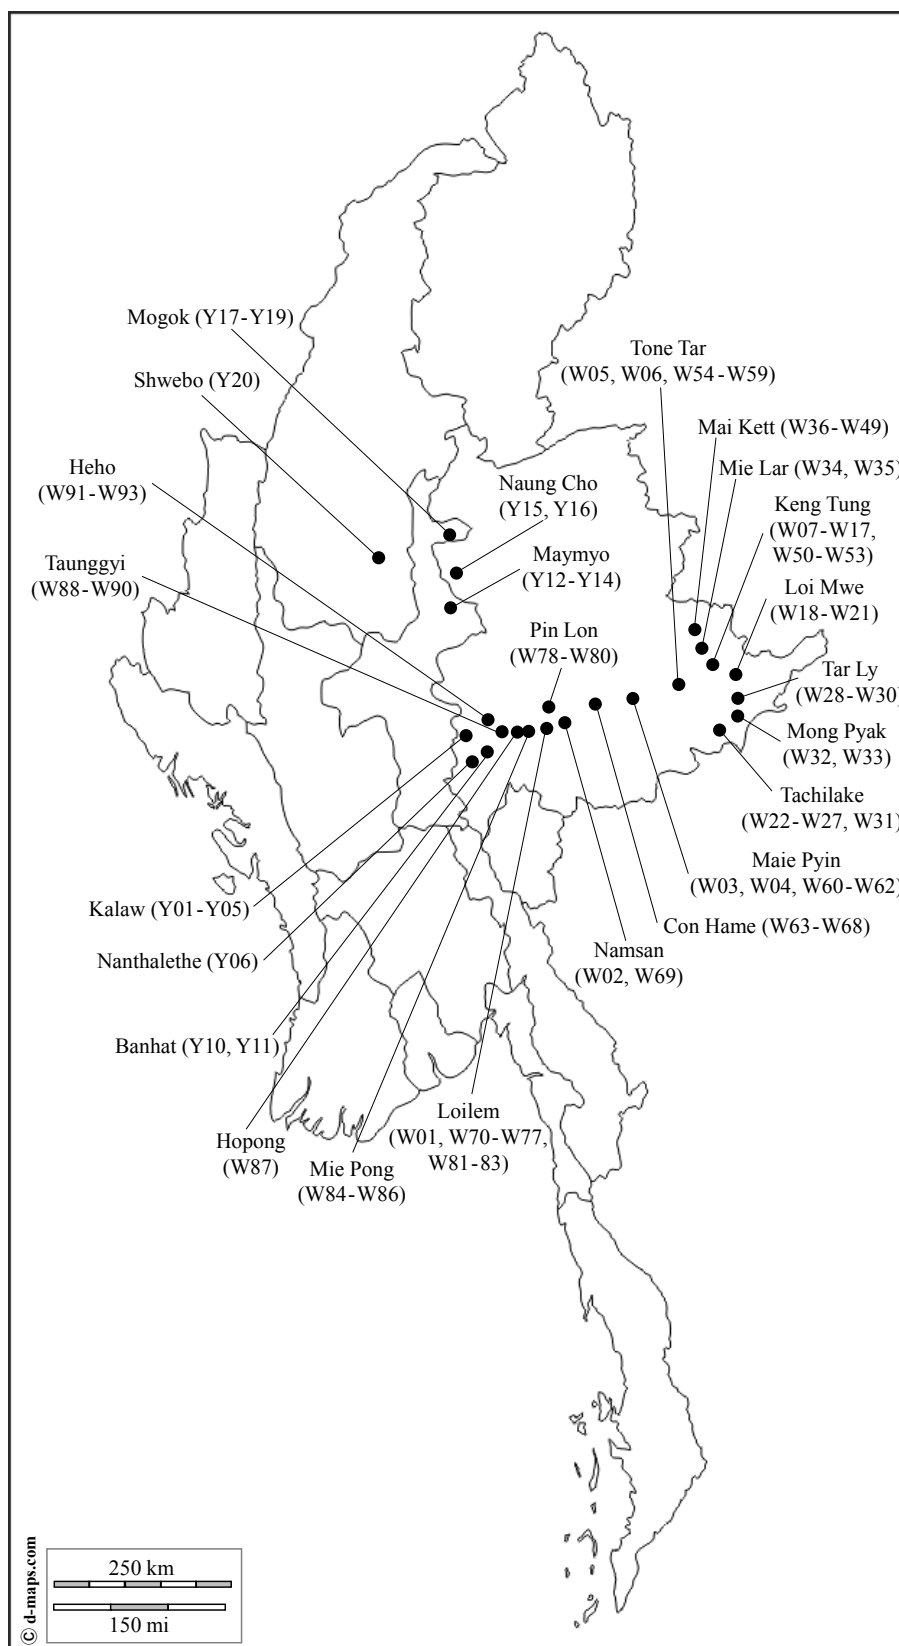 Mogok (Y17-Y19)
Shwebo (Y20)
Heho
(W91-W93)
Taunggyi
(W88-W90)
Naung Cho
(Y15, Y16)
Maymyo
(Y12-Y14)
Pin Lon
(W78-W80)
Tone Tar
(W05, W06, W54-W59)
Mai Kett (W36-W49)
Mie Lar (W34, W35)
Keng Tung
(W07-W17,
W50-W53)
Loi Mwe
(W18-W21)
Tar Ly
(W28-W30)
Mong Pyak
(W32, W33)
Tachilake
(W22-W27, W31)
Maie Pyin
(W03, W04, W60-W62)
Con Hame (W63-W68)
Namsan
(W02, W69)
Kalaw (Y01-Y05)
Nanthalethe (Y06)
Banhat (Y10, Y11)
Hopong
(W87)
Mie Pong
(W84-W86)
Loilem
(W01, W70-W77,
W81-83)
250 km
150 mi
© d-maps.com